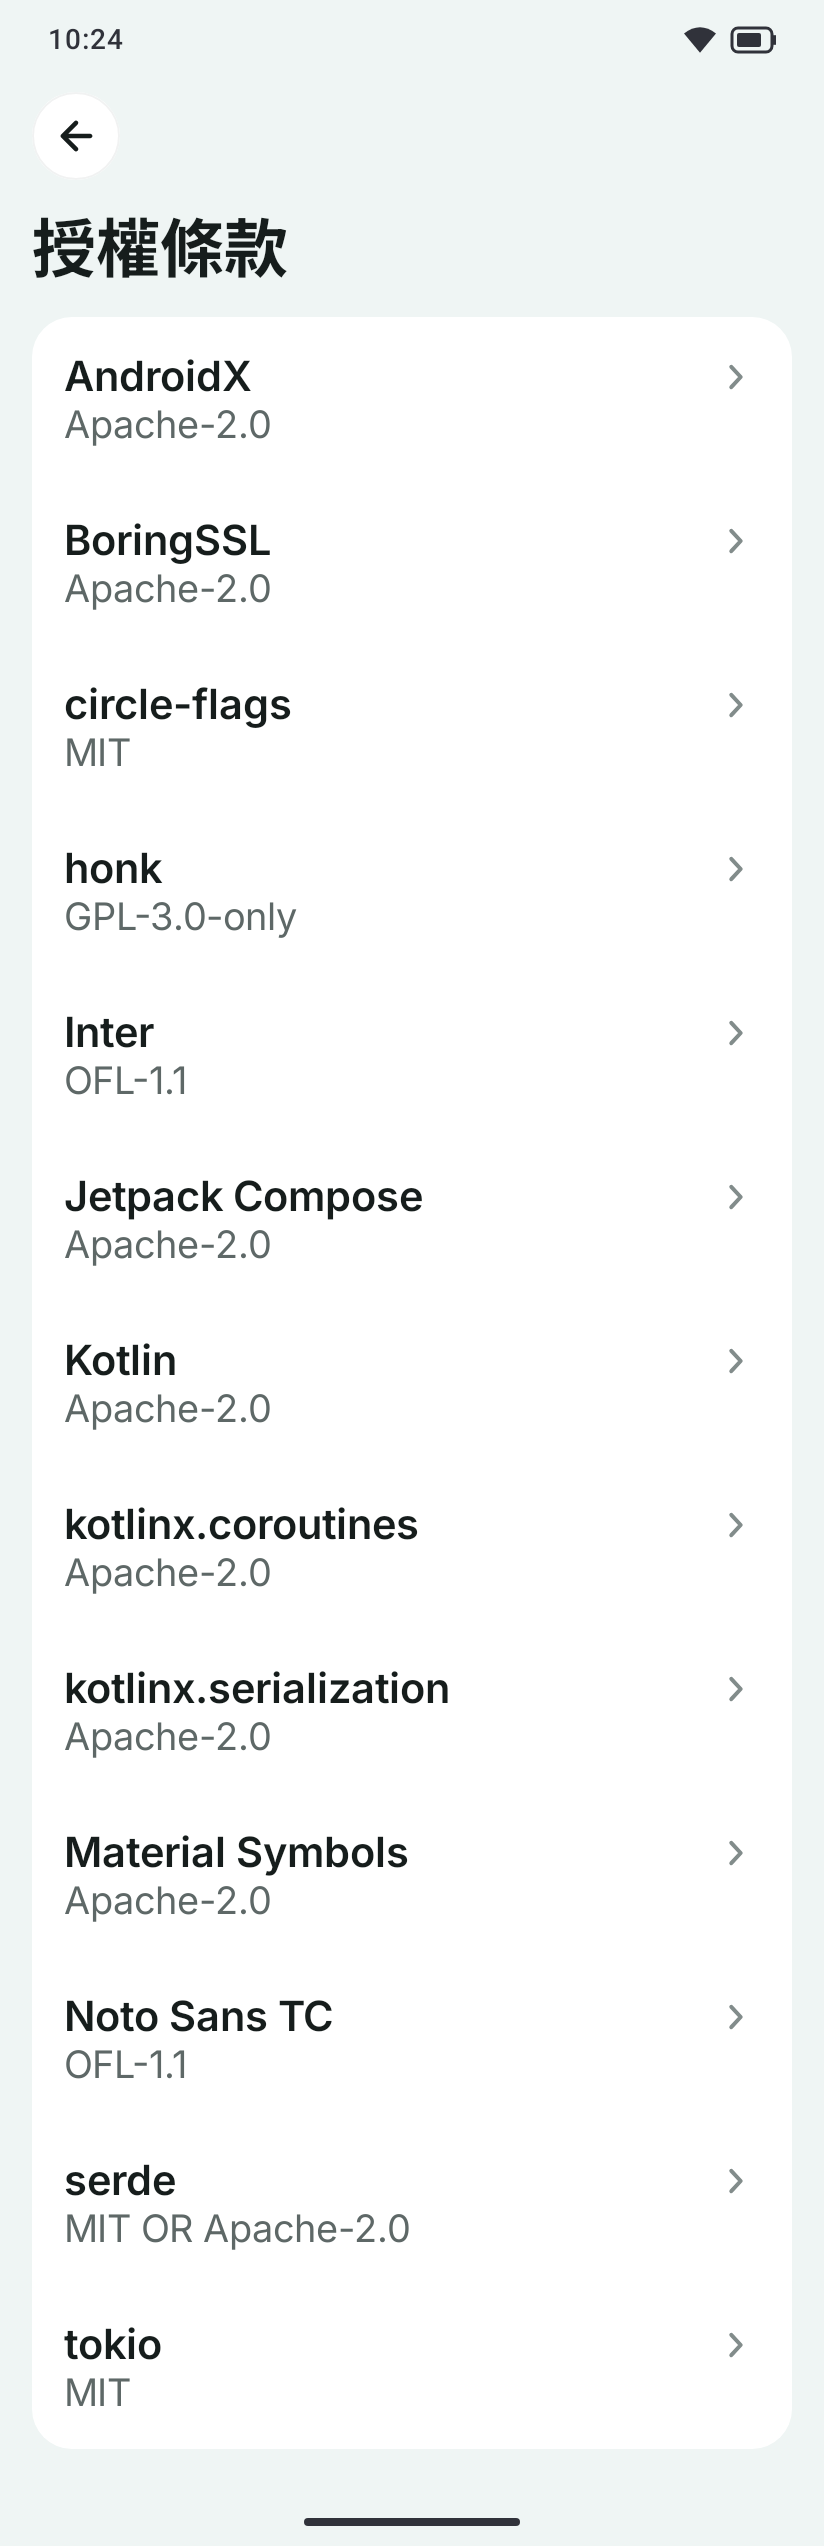 10:24
授權條款
AndroidX
Apache-2.0
BoringSSL
Apache-2.0
circle-flags
MIT
honk
GPL-3.0-only
Inter
OFL-1.1
Jetpack Compose
Apache-2.0
Kotlin
Apache-2.0
kotlinx.coroutines
Apache-2.0
kotlinx.serialization
Apache-2.0
Material Symbols
Apache-2.0
Noto Sans TC
OFL-1.1
serde
MIT OR Apache-2.0
tokio
MIT